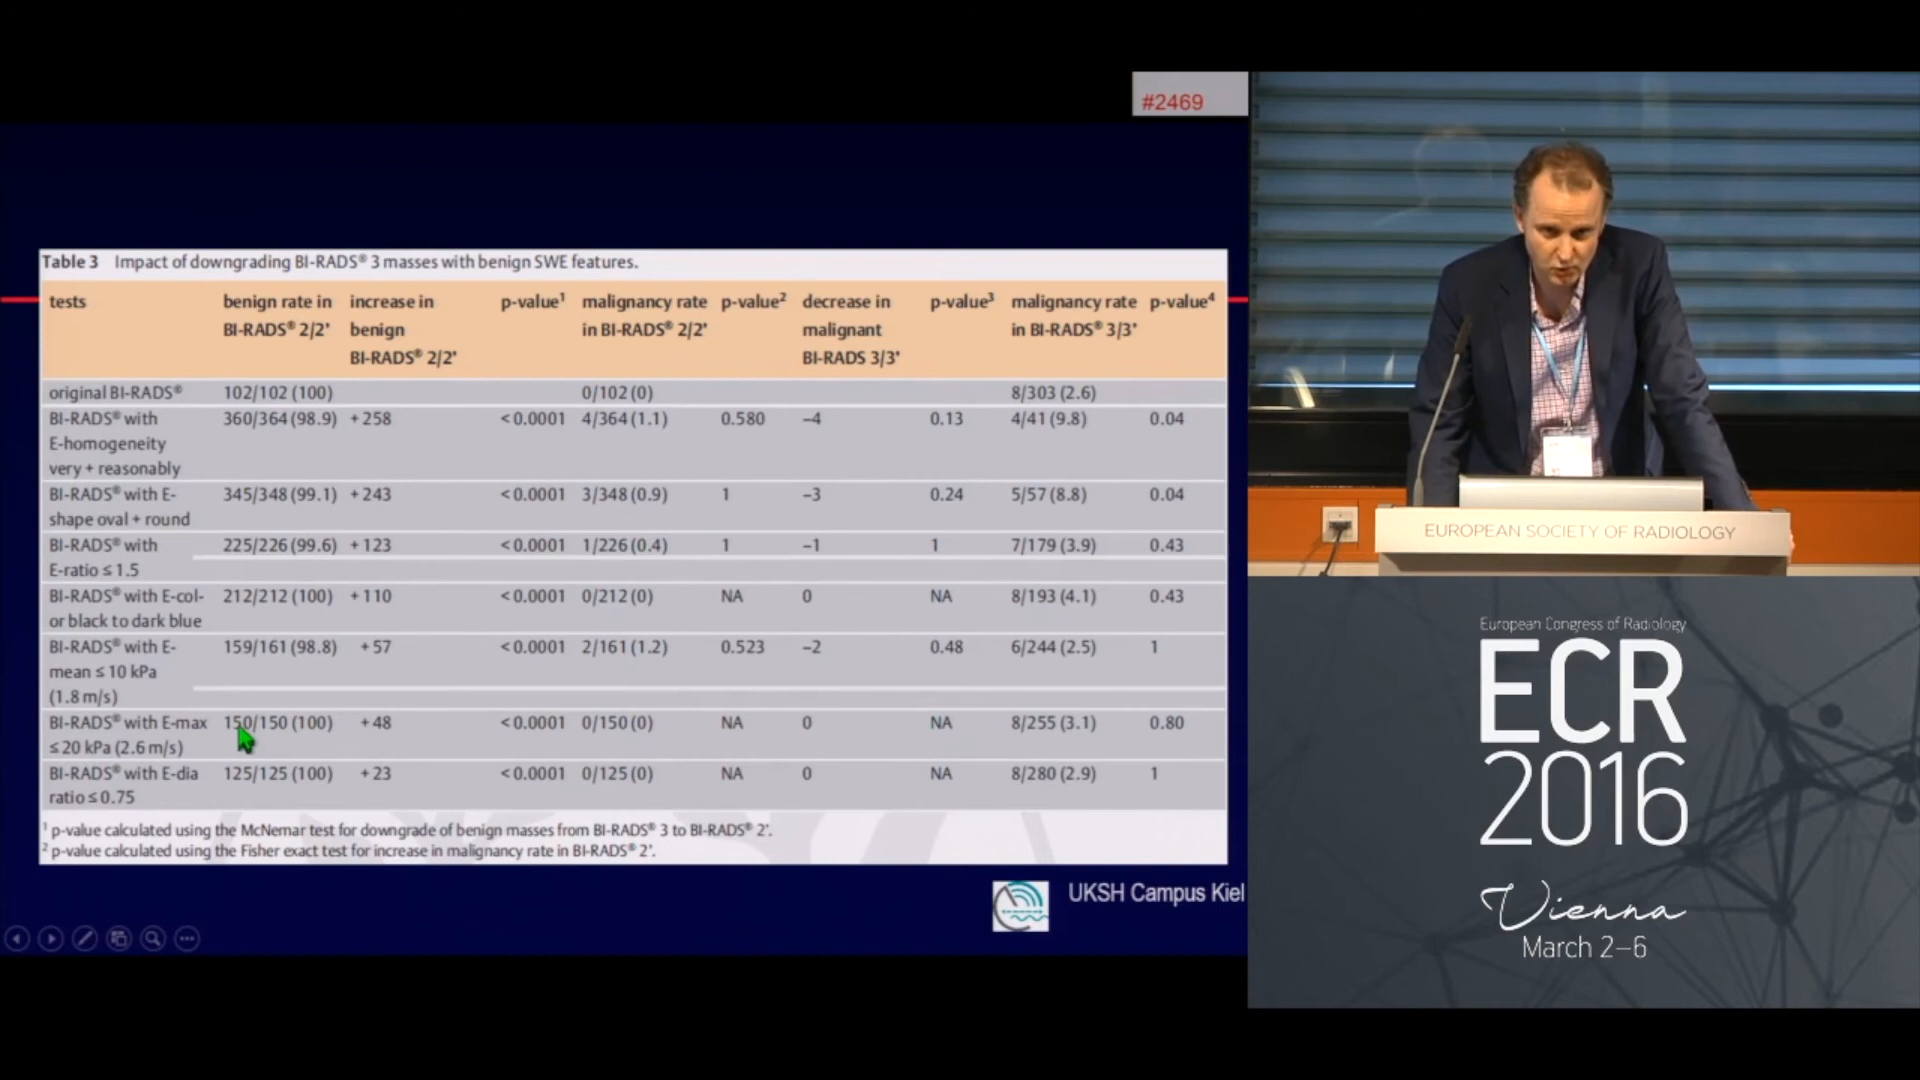 #2469
Table 3 Impact of downgrading BI-RADS® 3 masses with benign SWE features.
tests benign rate in BI-RADS® 2/2* increase in benign BI-RADS® 2/2* p-value¹ malignancy rate in BI-RADS® 2/2* p-value² decrease in malignant BI-RADS 3/3* p-value³ malignancy rate in BI-RADS® 3/3* p-value⁴
original BI-RADS® 102/102 (100) 0/102 (0) 8/303 (2.6)
BI-RADS® with 360/364 (98.9) +258 <0.0001 4/364 (1.1) 0.580 −4 0.13 4/41 (9.8) 0.04
E-homogeneity
very + reasonably
BI-RADS® with E- 345/348 (99.1) +243 <0.0001 3/348 (0.9) 1 −3 0.24 5/57 (8.8) 0.04
shape oval + round
BI-RADS® with 225/226 (99.6) +123 <0.0001 1/226 (0.4) 1 −1 1 7/179 (3.9) 0.43
E-ratio ≤ 1.5
BI-RADS® with E-col- 212/212 (100) +110 <0.0001 0/212 (0) NA 0 NA 8/193 (4.1) 0.43
or black to dark blue
BI-RADS® with E- 159/161 (98.8) +57 <0.0001 2/161 (1.2) 0.523 −2 0.48 6/244 (2.5) 1
mean ≤ 10 kPa
(1.8 m/s)
BI-RADS® with E-max 150/150 (100) +48 <0.0001 0/150 (0) NA 0 NA 8/255 (3.1) 0.80
≤ 20 kPa (2.6 m/s)
BI-RADS® with E-dia 125/125 (100) +23 <0.0001 0/125 (0) NA 0 NA 8/280 (2.9) 1
ratio ≤ 0.75
¹ p-value calculated using the McNemar test for downgrade of benign masses from BI-RADS® 3 to BI-RADS® 2*.
² p-value calculated using the Fisher exact test for increase in malignancy rate in BI-RADS® 2*.
UKSH Campus Kiel
EUROPEAN SOCIETY OF RADIOLOGY
European Congress of Radiology
ECR
2016
Vienna
March 2–6